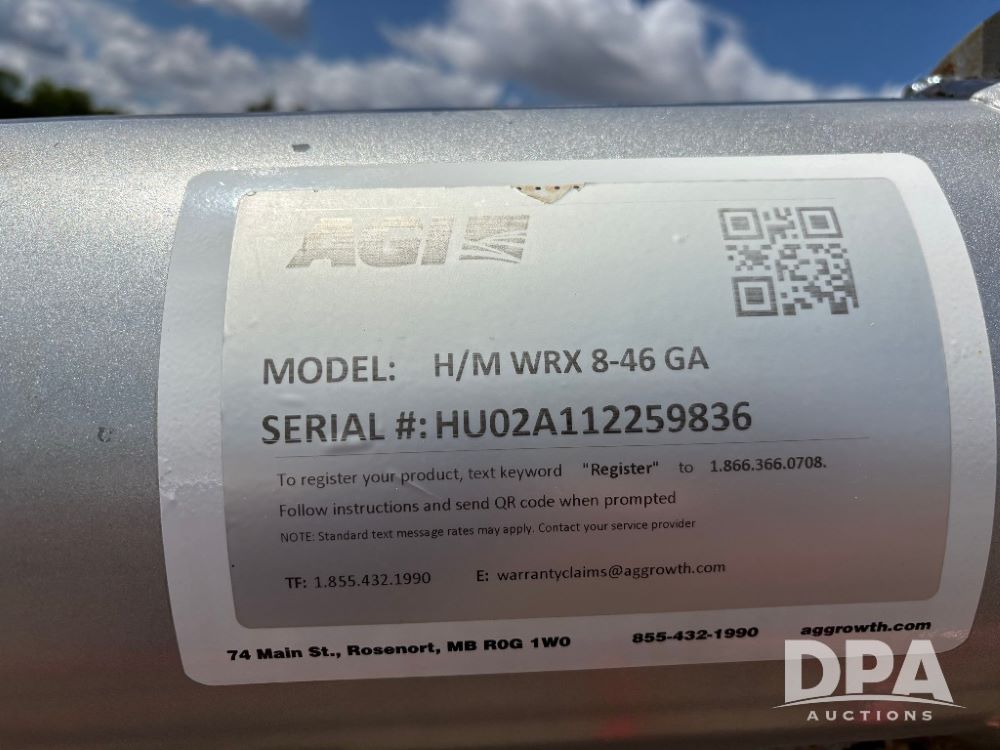 AGI
MODEL: H/M WRX 8-46 GA
SERIAL #: HU02A112259836
To register your product, text keyword "Register" to 1.866.366.0708.
Follow instructions and send QR code when prompted
NOTE: Standard text message rates may apply. Contact your service provider
TF: 1.855.432.1990 E: warrantyclaims@aggrowth.com
74 Main St., Rosenort, MB R0G 1W0 855-432-1990 aggrowth.com
DPA
AUCTIONS